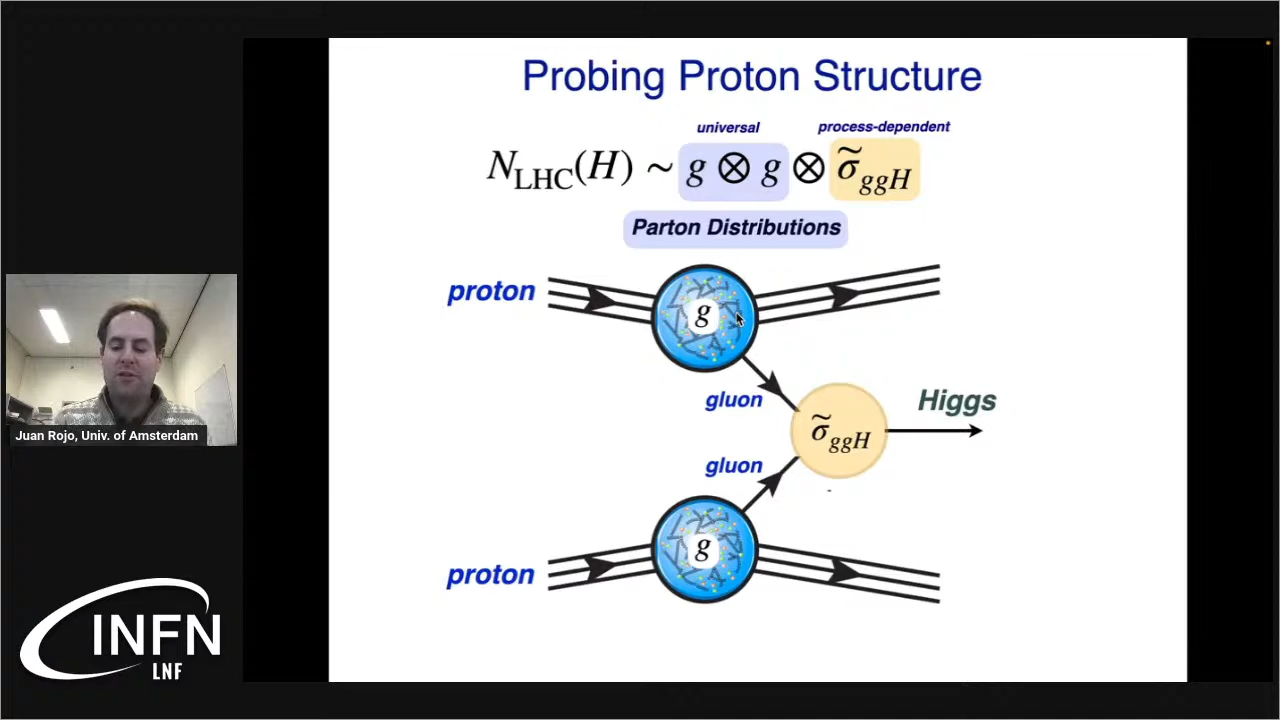 Probing Proton Structure
universal
process-dependent
N_LHC(H) ~ g ⊗ g ⊗ σ̃_ggH
Parton Distributions
proton
g
gluon
σ̃_ggH
Higgs
gluon
proton
g
Juan Rojo, Univ. of Amsterdam
INFN
LNF